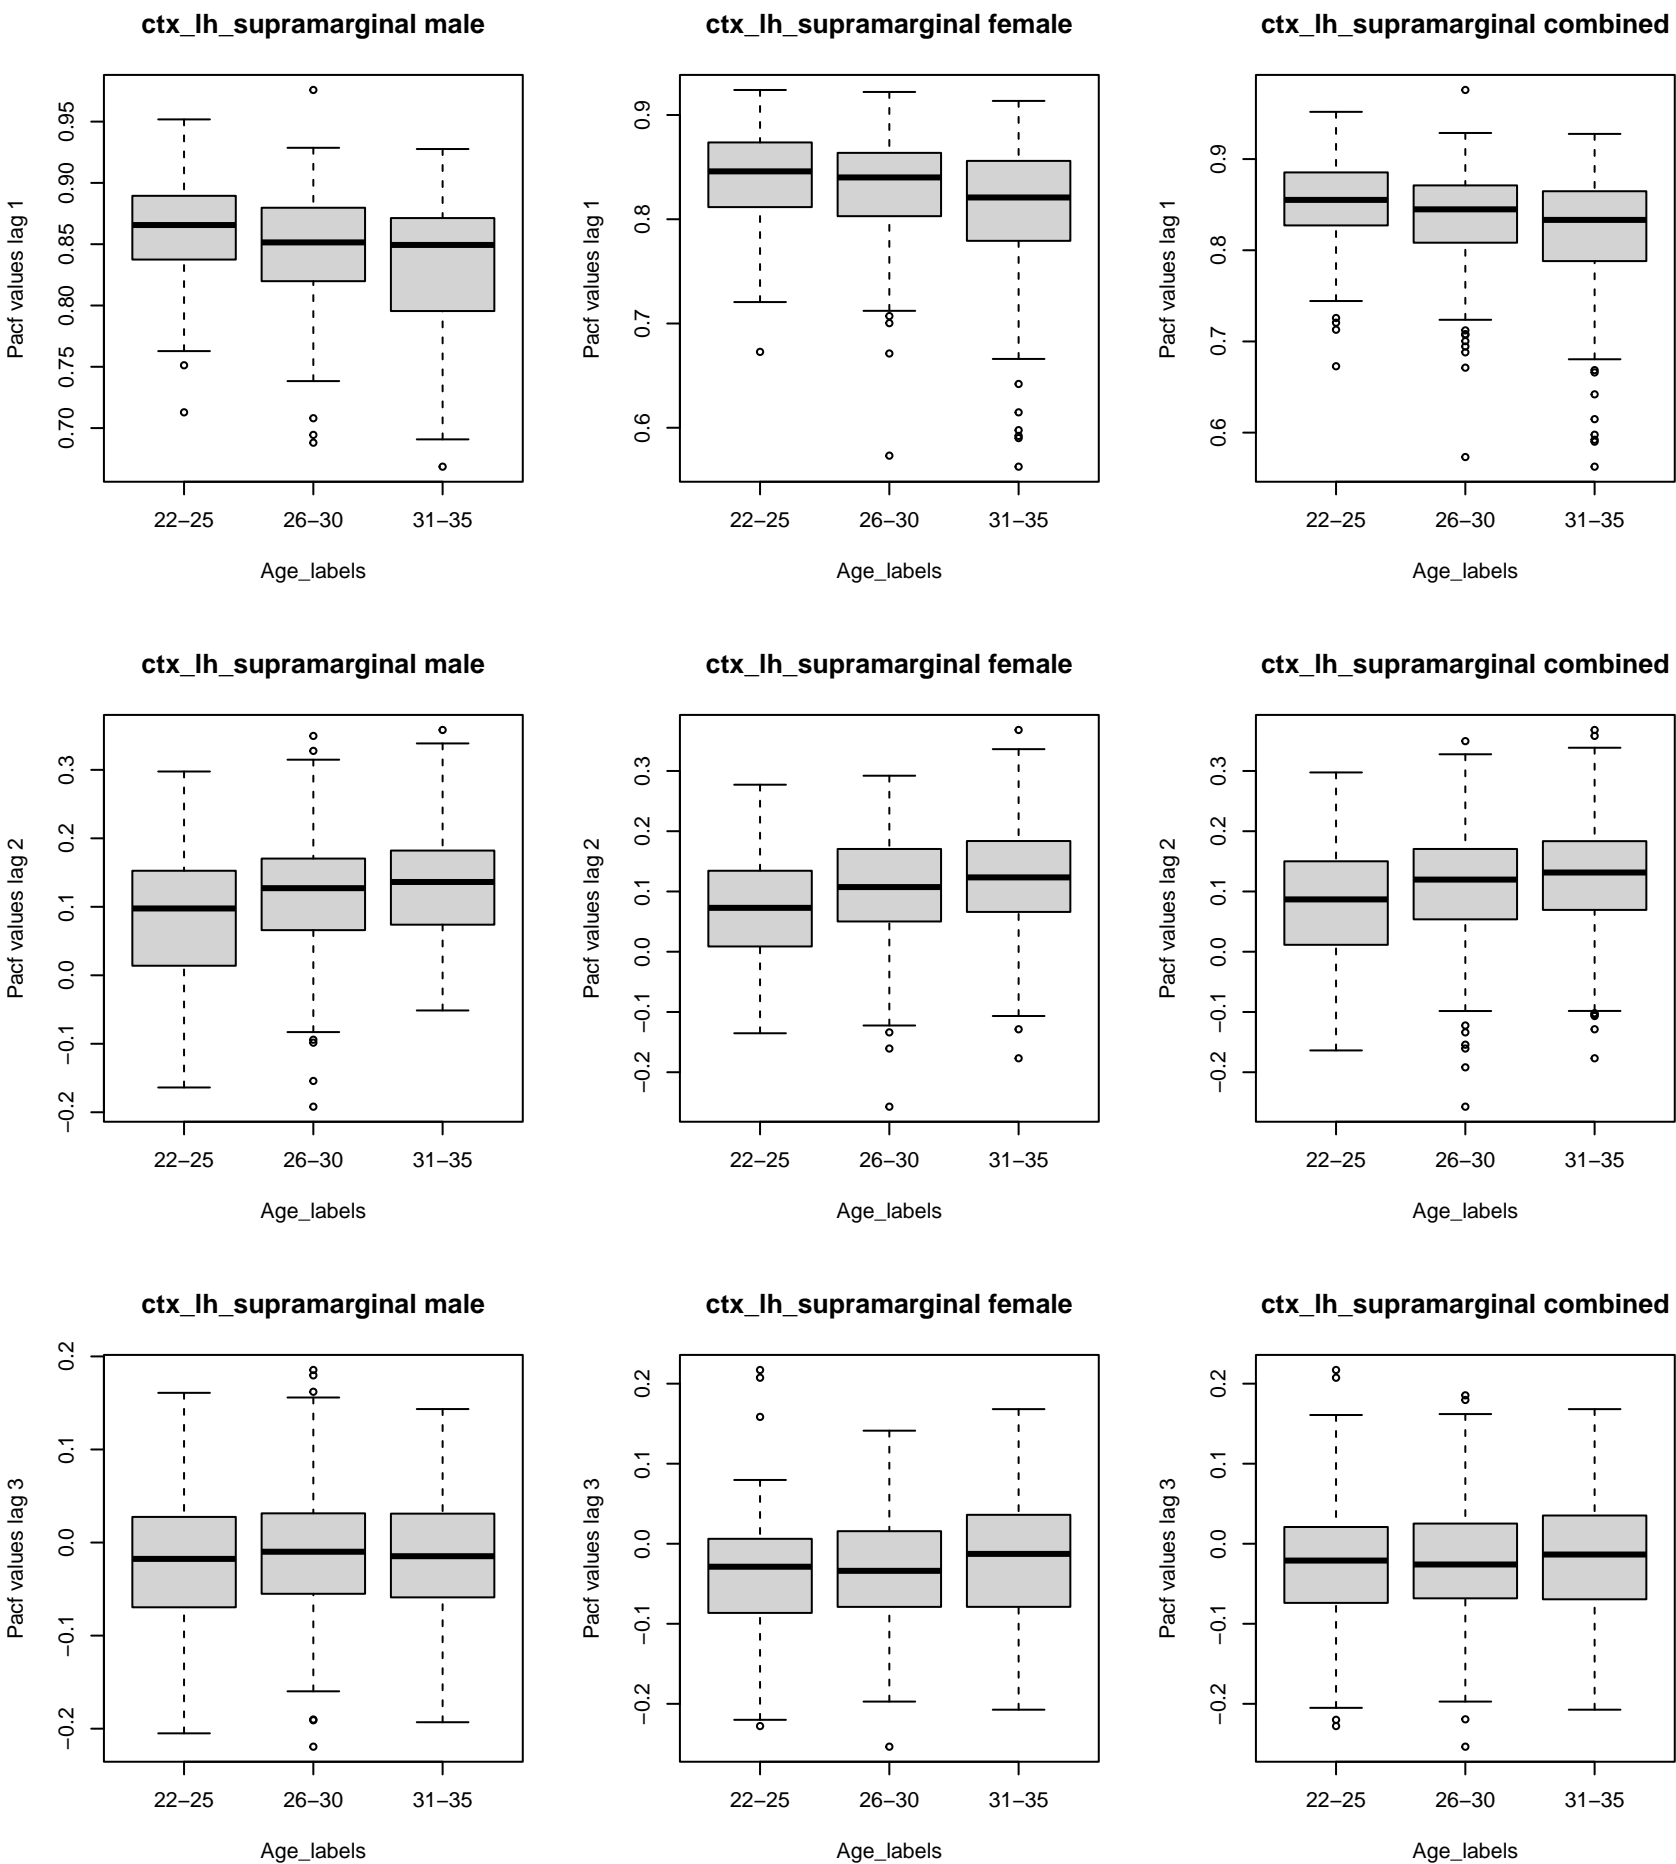 ctx_lh_supramarginal male
Pacf values lag 1
0.95
0.90
0.85
0.80
0.75
0.70
22−25 26−30 31−35
Age_labels
ctx_lh_supramarginal female
Pacf values lag 1
0.9
0.8
0.7
0.6
22−25 26−30 31−35
Age_labels
ctx_lh_supramarginal combined
Pacf values lag 1
0.9
0.8
0.7
0.6
22−25 26−30 31−35
Age_labels
ctx_lh_supramarginal male
Pacf values lag 2
0.3
0.2
0.1
0.0
−0.1
−0.2
22−25 26−30 31−35
Age_labels
ctx_lh_supramarginal female
Pacf values lag 2
0.3
0.2
0.1
0.0
−0.1
−0.2
22−25 26−30 31−35
Age_labels
ctx_lh_supramarginal combined
Pacf values lag 2
0.3
0.2
0.1
0.0
−0.1
−0.2
22−25 26−30 31−35
Age_labels
ctx_lh_supramarginal male
Pacf values lag 3
0.2
0.1
0.0
−0.1
−0.2
22−25 26−30 31−35
Age_labels
ctx_lh_supramarginal female
Pacf values lag 3
0.2
0.1
0.0
−0.1
−0.2
22−25 26−30 31−35
Age_labels
ctx_lh_supramarginal combined
Pacf values lag 3
0.2
0.1
0.0
−0.1
−0.2
22−25 26−30 31−35
Age_labels